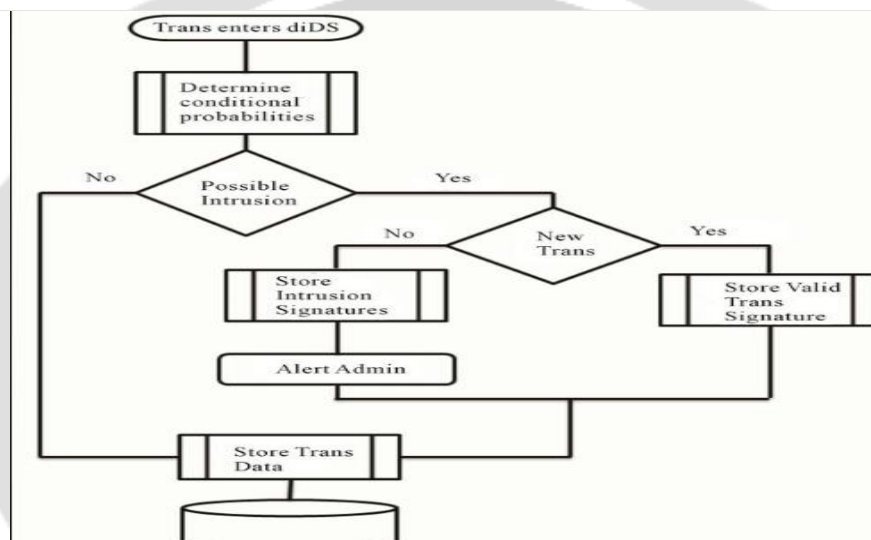 Trans enters diDS
Determine
conditional
probabilities
No
Possible
Intrusion
Yes
No
New
Trans
Yes
Store
Intrusion
Signatures
Store Valid
Trans
Signature
Alert Admin
Store Trans
Data